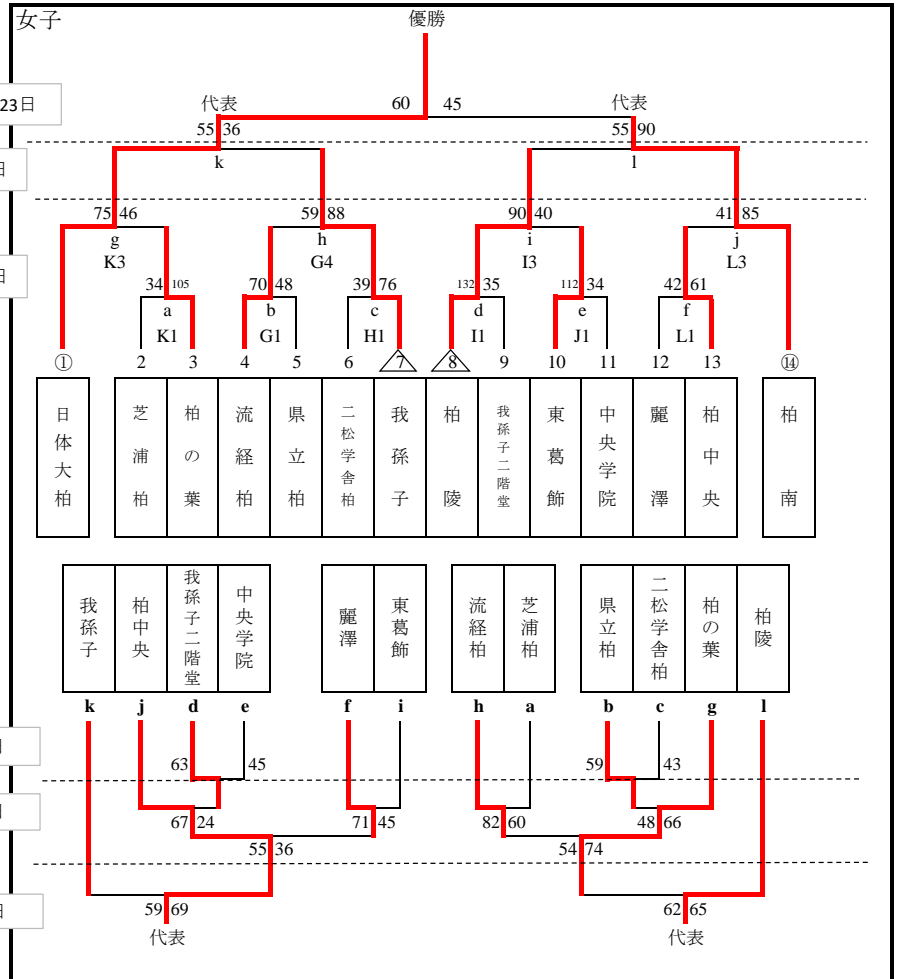 女子
優勝
23日
代表 60 45 代表
55 36 55 90
k l
日
75 46 59 88 90 40 41 85
g h i j
K3 G4 I3 L3
日
34 105 70 48 39 76 132 35 112 34 42 61
a b c d e f
K1 G1 H1 I1 J1 L1
① 2 3 4 5 6 7 8 9 10 11 12 13 ⑭
日体大柏
芝浦柏
柏の葉
流経柏
県立柏
二松学舎柏
我孫子
柏陵
我孫子二階堂
東葛飾
中央学院
麗澤
柏中央
柏南
我孫子
柏中央
我孫子二階堂
中央学院
麗澤
東葛飾
流経柏
芝浦柏
県立柏
二松学舎柏
柏の葉
柏陵
k j d e f i h a b c g l
日
63 45 59 43
日
67 24 71 45 82 60 48 66
55 36 54 74
日
59 69 62 65
代表 代表